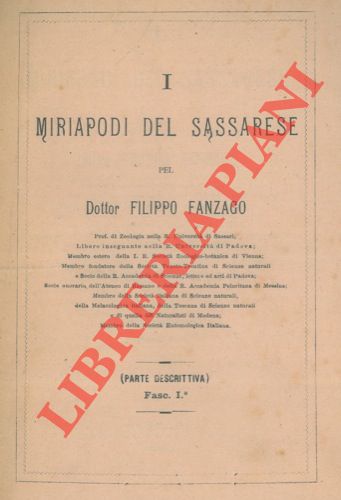 I
MIRIAPODI DEL SASSARESE
PEL
Dottor FILIPPO FANZAGO
Prof. di Zoologia nella R. Università di Sassari;
Libero insegnante nella R. Università di Padova;
Membro estero della I. R. Società Zoologico-botanica di Vienna;
Membro fondatore della Società Veneto-Trentina di Scienze naturali
e Socio della R. Accademia di scienze, lettere ed arti di Padova;
Socio onorario dell'Ateneo di Bassano e della R. Accademia Peloritana di Messina;
Membro della Società Italiana di Scienze naturali,
della Malacologica Italiana, della Toscana di Scienze naturali
e di quella dei Naturalisti di Modena;
Membro della Società Entomologica Italiana.
(PARTE DESCRITTIVA)
Fasc. I.º
LIBRERIA PIANI